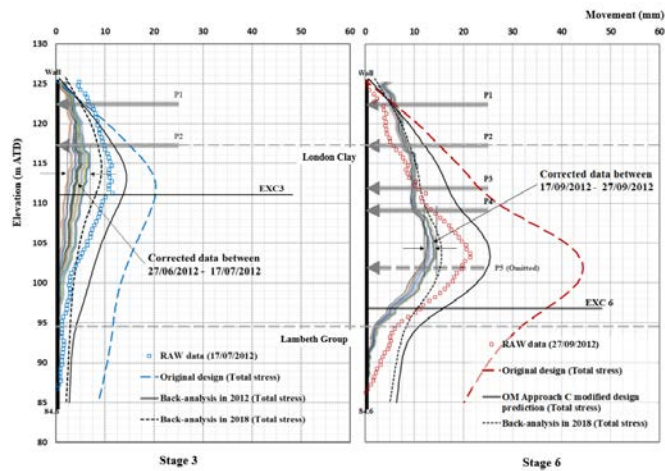 Movement (mm)
0 10 20 30 40 50 60 0 10 20 30 40 50 60
130
125
120
115
110
105
100
95
90
85
80
Elevation (m ATD)
Wall
P1
P2
London Clay
EXC3
Corrected data between
27/06/2012 - 17/07/2012
Lambeth Group
RAW data (17/07/2012)
Original design (Total stress)
Back-analysis in 2012 (Total stress)
Back-analysis in 2018 (Total stress)
Stage 3
Wall
P1
P2
Corrected data between
17/09/2012 - 27/09/2012
P3
P4
P5 (Omitted)
EXC 6
RAW data (27/09/2012)
Original design (Total stress)
OM Approach C modified design
prediction (Total stress)
Back-analysis in 2018 (Total stress)
Stage 6